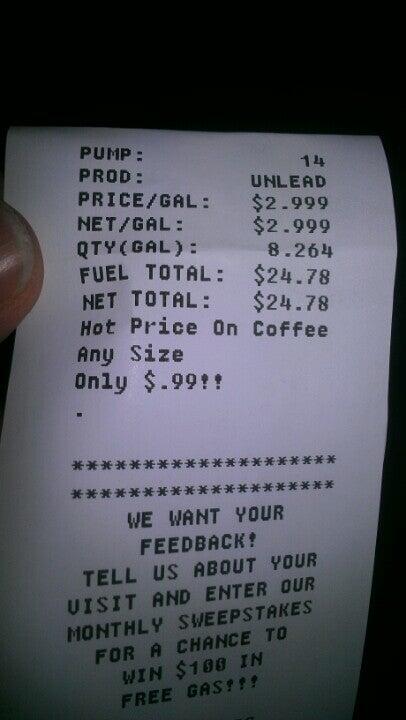 PUMP: 14
PROD: UNLEAD
PRICE/GAL: $2.999
NET/GAL: $2.999
QTY(GAL): 8.264
FUEL TOTAL: $24.78
NET TOTAL: $24.78
Hot Price On Coffee
Any Size
Only $.99!!
.
*********************
*********************
WE WANT YOUR
FEEDBACK!
TELL US ABOUT YOUR
VISIT AND ENTER OUR
MONTHLY SWEEPSTAKES
FOR A CHANCE TO
WIN $100 IN
FREE GAS!!!